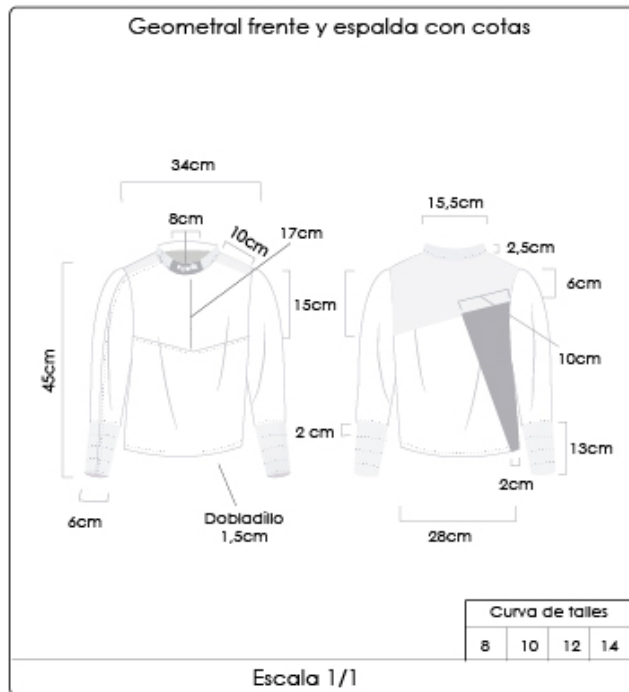 Geometral frente y espalda con cotas
34cm
8cm
10cm
17cm
15cm
45cm
6cm
Dobladillo
1,5cm
15,5cm
2,5cm
6cm
10cm
2 cm
13cm
2cm
28cm
Curva de talles
8 10 12 14
Escala 1/1